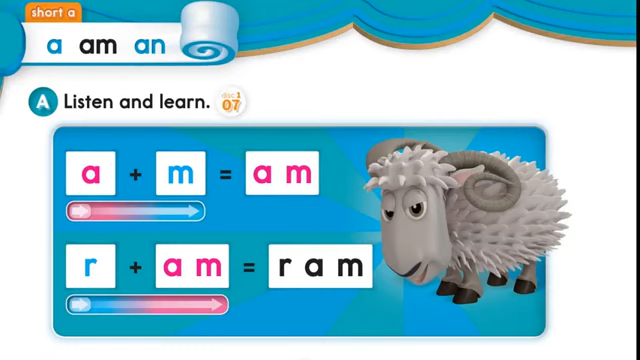 short a
a am an
A Listen and learn. disc 1 07
a + m = a m
r + a m = r a m